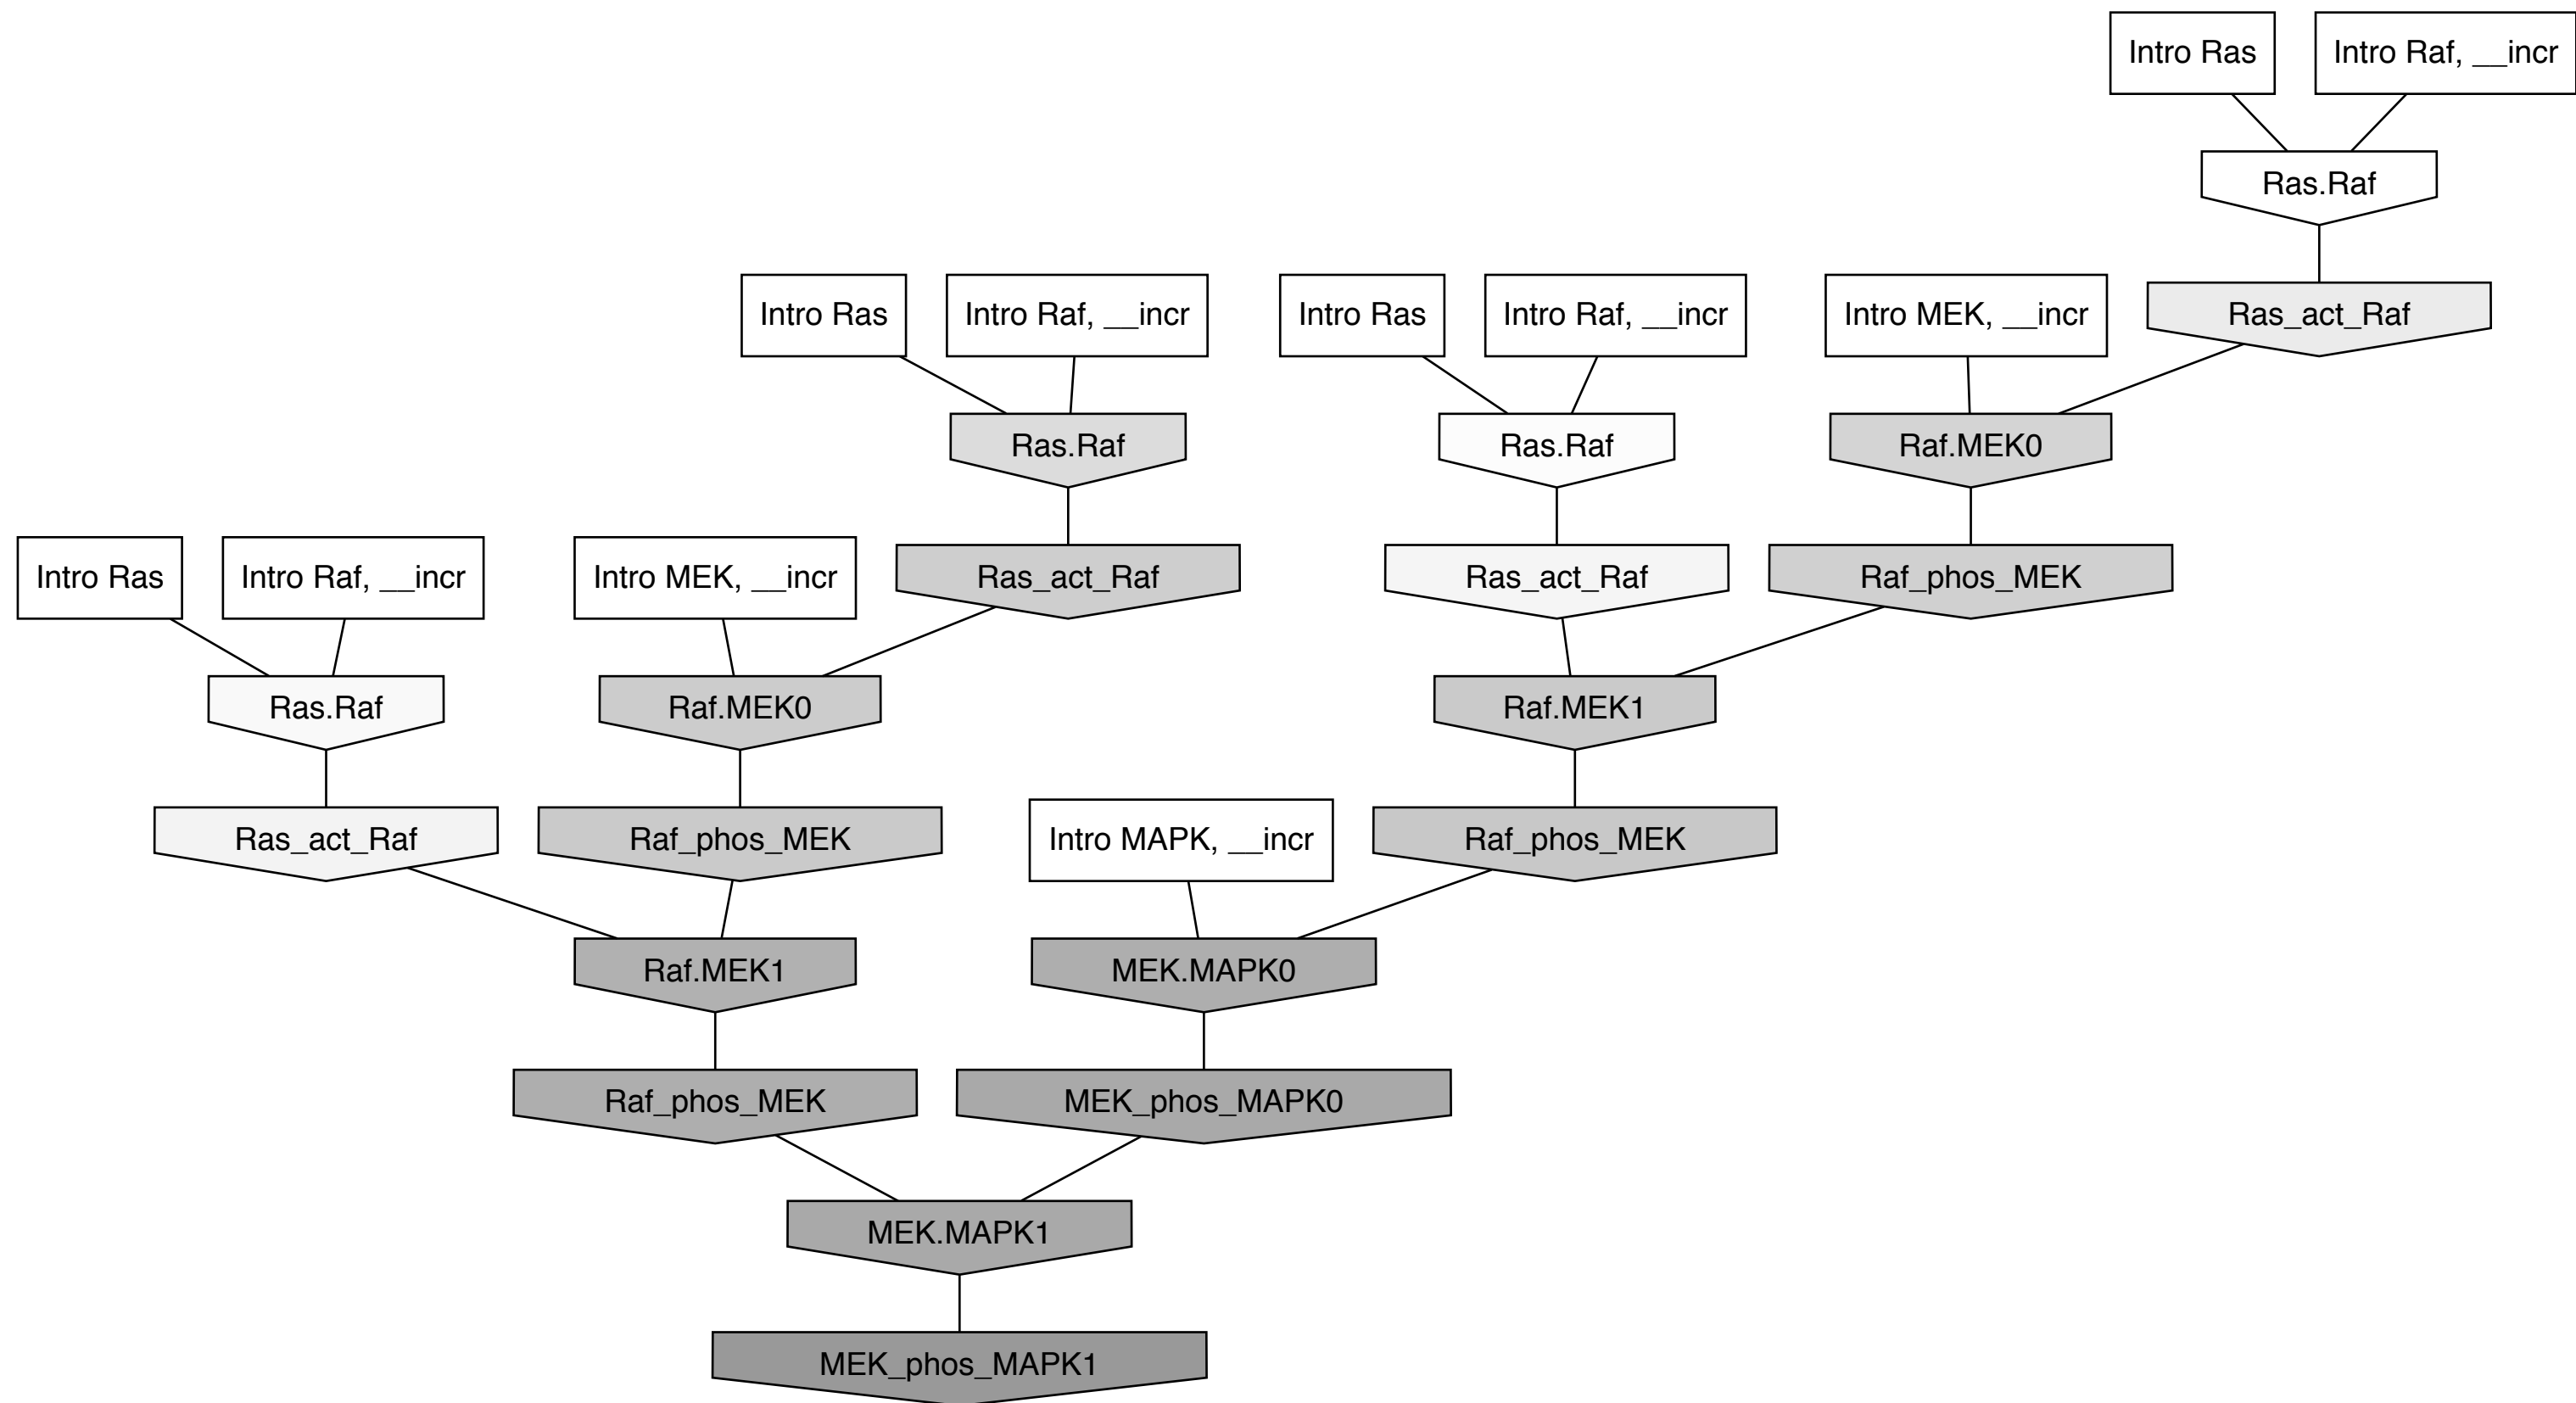 Intro Ras
Intro Raf, __incr
Ras.Raf
Intro Ras
Intro Raf, __incr
Intro Ras
Intro Raf, __incr
Intro MEK, __incr
Ras_act_Raf
Ras.Raf
Ras.Raf
Raf.MEK0
Intro Ras
Intro Raf, __incr
Intro MEK, __incr
Ras_act_Raf
Ras_act_Raf
Raf_phos_MEK
Ras.Raf
Raf.MEK0
Raf.MEK1
Ras_act_Raf
Raf_phos_MEK
Intro MAPK, __incr
Raf_phos_MEK
Raf.MEK1
MEK.MAPK0
Raf_phos_MEK
MEK_phos_MAPK0
MEK.MAPK1
MEK_phos_MAPK1